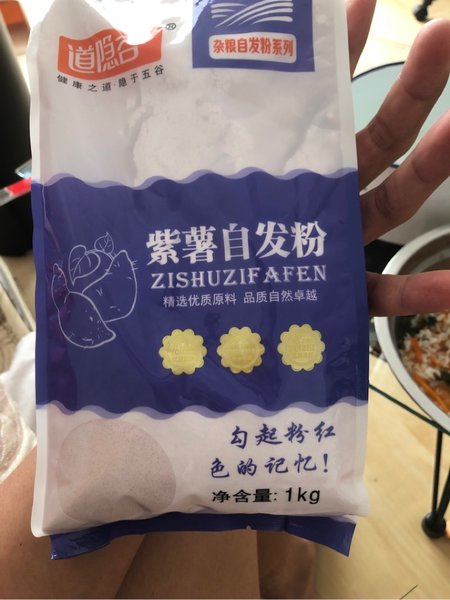 道隐谷®
健康之道·隐于五谷
杂粮自发粉系列
紫薯自发粉
ZISHUZIFAFEN
精选优质原料 品质自然卓越
勾起粉红
色的记忆!
净含量: 1kg